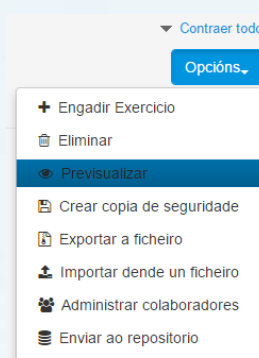 Contraer todo
Opcións
Engadir Exercicio
Eliminar
Previsualizar
Crear copia de seguridade
Exportar a ficheiro
Importar dende un ficheiro
Administrar colaboradores
Enviar ao repositorio